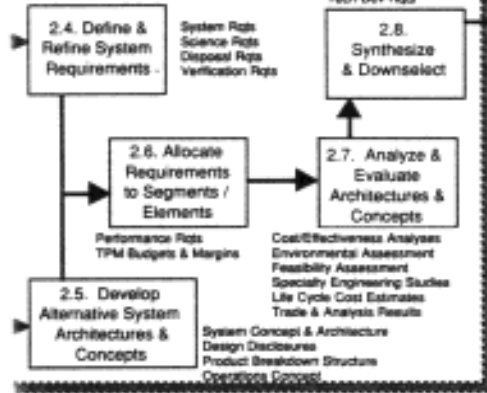 Tech Dev Rqts
2.4. Define &
Refine System
Requirements
System Rqts
Science Rqts
Disposal Rqts
Verification Rqts
2.8.
Synthesize
& Downselect
2.6. Allocate
Requirements
to Segments /
Elements
Performance Rqts
TPM Budgets & Margins
2.7. Analyze &
Evaluate
Architectures &
Concepts
Cost/Effectiveness Analyses
Environmental Assessment
Feasibility Assessment
Specialty Engineering Studies
Life Cycle Cost Estimates
Trade & Analysis Results
2.5. Develop
Alternative System
Architectures &
Concepts
System Concept & Architecture
Design Disclosures
Product Breakdown Structure
Operations Concept